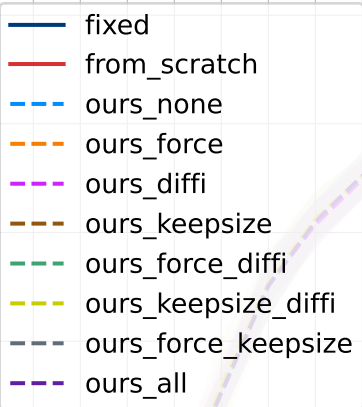 fixed
from_scratch
ours_none
ours_force
ours_diffi
ours_keepsize
ours_force_diffi
ours_keepsize_diffi
ours_force_keepsize
ours_all